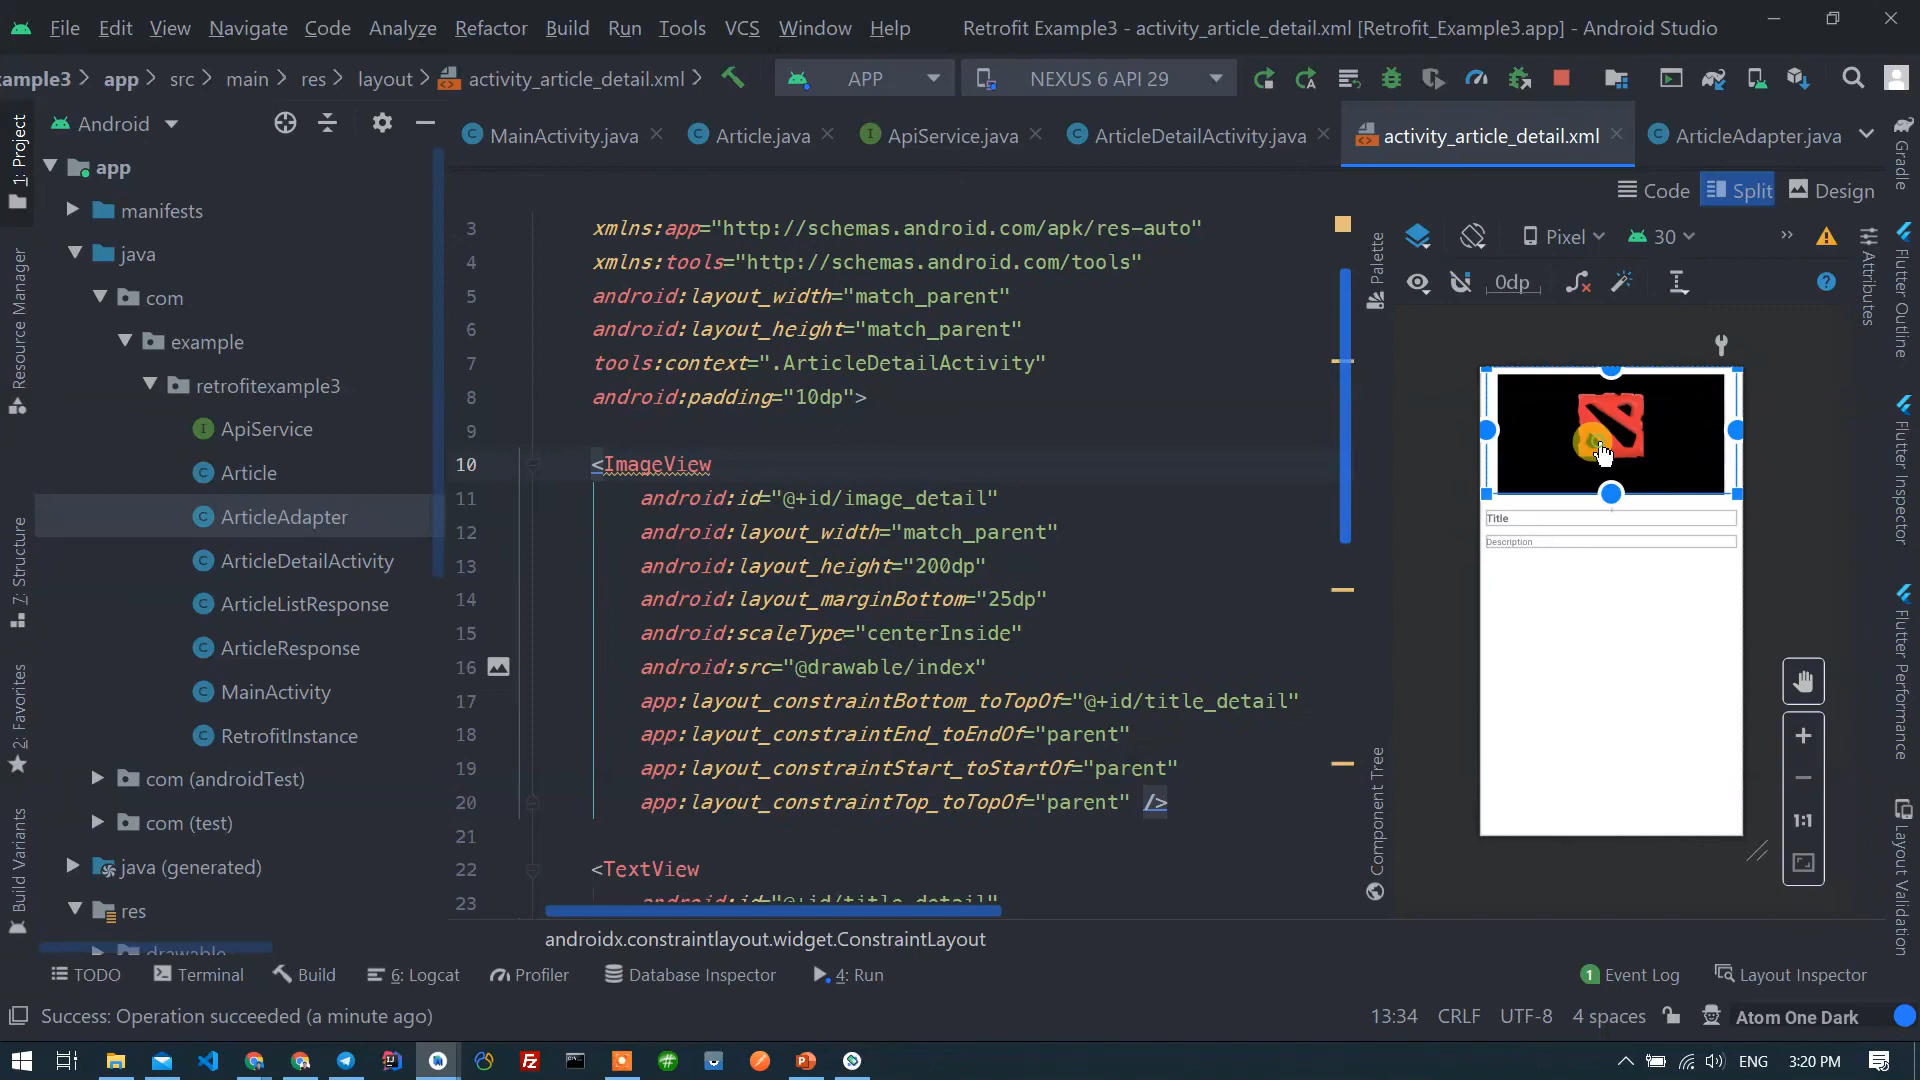 File Edit View Navigate Code Analyze Refactor Build Run Tools VCS Window Help Retrofit Example3 - activity_article_detail.xml [Retrofit_Example3.app] - Android Studio
xample3 app src main res layout activity_article_detail.xml APP NEXUS 6 API 29
Android
MainActivity.java Article.java ApiService.java ArticleDetailActivity.java activity_article_detail.xml ArticleAdapter.java
Code Split Design
Pixel 30
0dp
1: Project
Resource Manager
7: Structure
2: Favorites
Build Variants
app
manifests
java
com
example
retrofitexample3
ApiService
Article
ArticleAdapter
ArticleDetailActivity
ArticleListResponse
ArticleResponse
MainActivity
RetrofitInstance
com (androidTest)
com (test)
java (generated)
res
drawable
3 xmlns:app="http://schemas.android.com/apk/res-auto"
4 xmlns:tools="http://schemas.android.com/tools"
5 android:layout_width="match_parent"
6 android:layout_height="match_parent"
7 tools:context=".ArticleDetailActivity"
8 android:padding="10dp">
9
10 <ImageView
11 android:id="@+id/image_detail"
12 android:layout_width="match_parent"
13 android:layout_height="200dp"
14 android:layout_marginBottom="25dp"
15 android:scaleType="centerInside"
16 android:src="@drawable/index"
17 app:layout_constraintBottom_toTopOf="@+id/title_detail"
18 app:layout_constraintEnd_toEndOf="parent"
19 app:layout_constraintStart_toStartOf="parent"
20 app:layout_constraintTop_toTopOf="parent" />
21
22 <TextView
23 android:id="@+id/title_detail"
androidx.constraintlayout.widget.ConstraintLayout
Palette
Component Tree
Title
Description
1:1
Attributes
Gradle
Flutter Outline
Flutter Inspector
Flutter Performance
Layout Validation
TODO Terminal Build 6: Logcat Profiler Database Inspector 4: Run 1 Event Log Layout Inspector
Success: Operation succeeded (a minute ago) 13:34 CRLF UTF-8 4 spaces Atom One Dark
ENG 3:20 PM